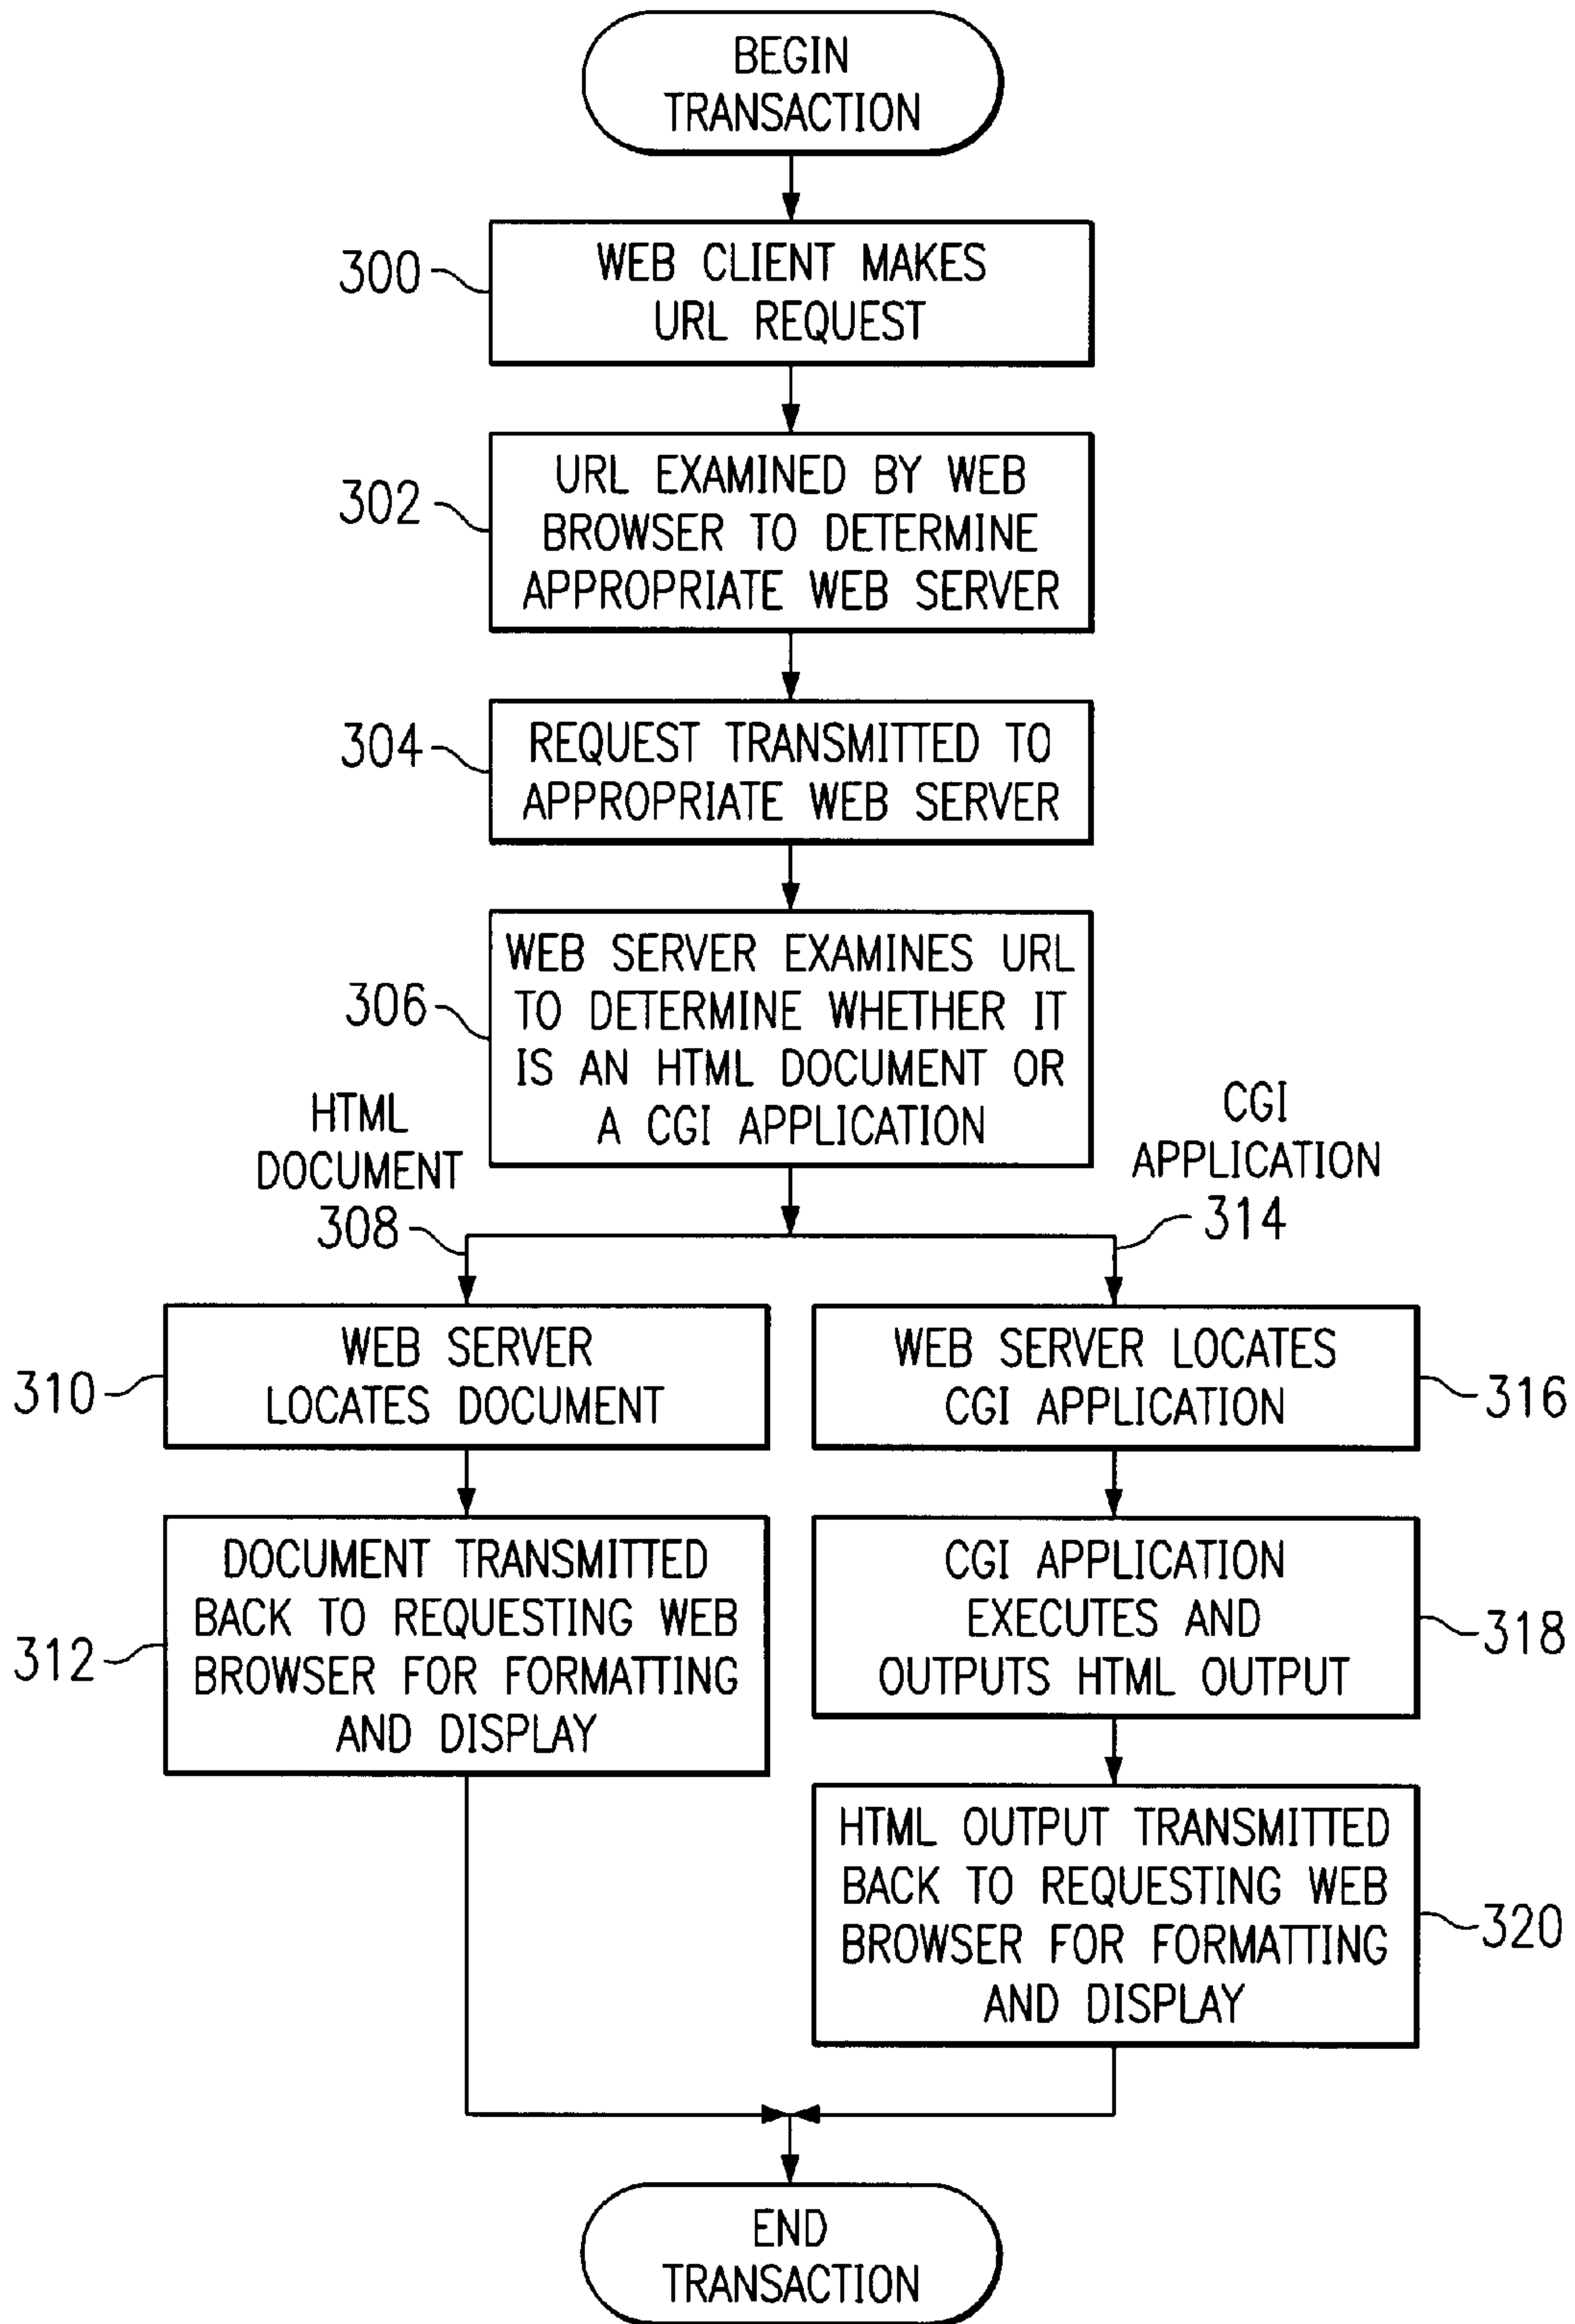 BEGIN
TRANSACTION
300
WEB CLIENT MAKES
URL REQUEST
302
URL EXAMINED BY WEB
BROWSER TO DETERMINE
APPROPRIATE WEB SERVER
304
REQUEST TRANSMITTED TO
APPROPRIATE WEB SERVER
306
WEB SERVER EXAMINES URL
TO DETERMINE WHETHER IT
IS AN HTML DOCUMENT OR
A CGI APPLICATION
HTML
DOCUMENT
308
CGI
APPLICATION
314
310
WEB SERVER
LOCATES DOCUMENT
312
DOCUMENT TRANSMITTED
BACK TO REQUESTING WEB
BROWSER FOR FORMATTING
AND DISPLAY
WEB SERVER LOCATES
CGI APPLICATION
316
CGI APPLICATION
EXECUTES AND
OUTPUTS HTML OUTPUT
318
HTML OUTPUT TRANSMITTED
BACK TO REQUESTING WEB
BROWSER FOR FORMATTING
AND DISPLAY
320
END
TRANSACTION